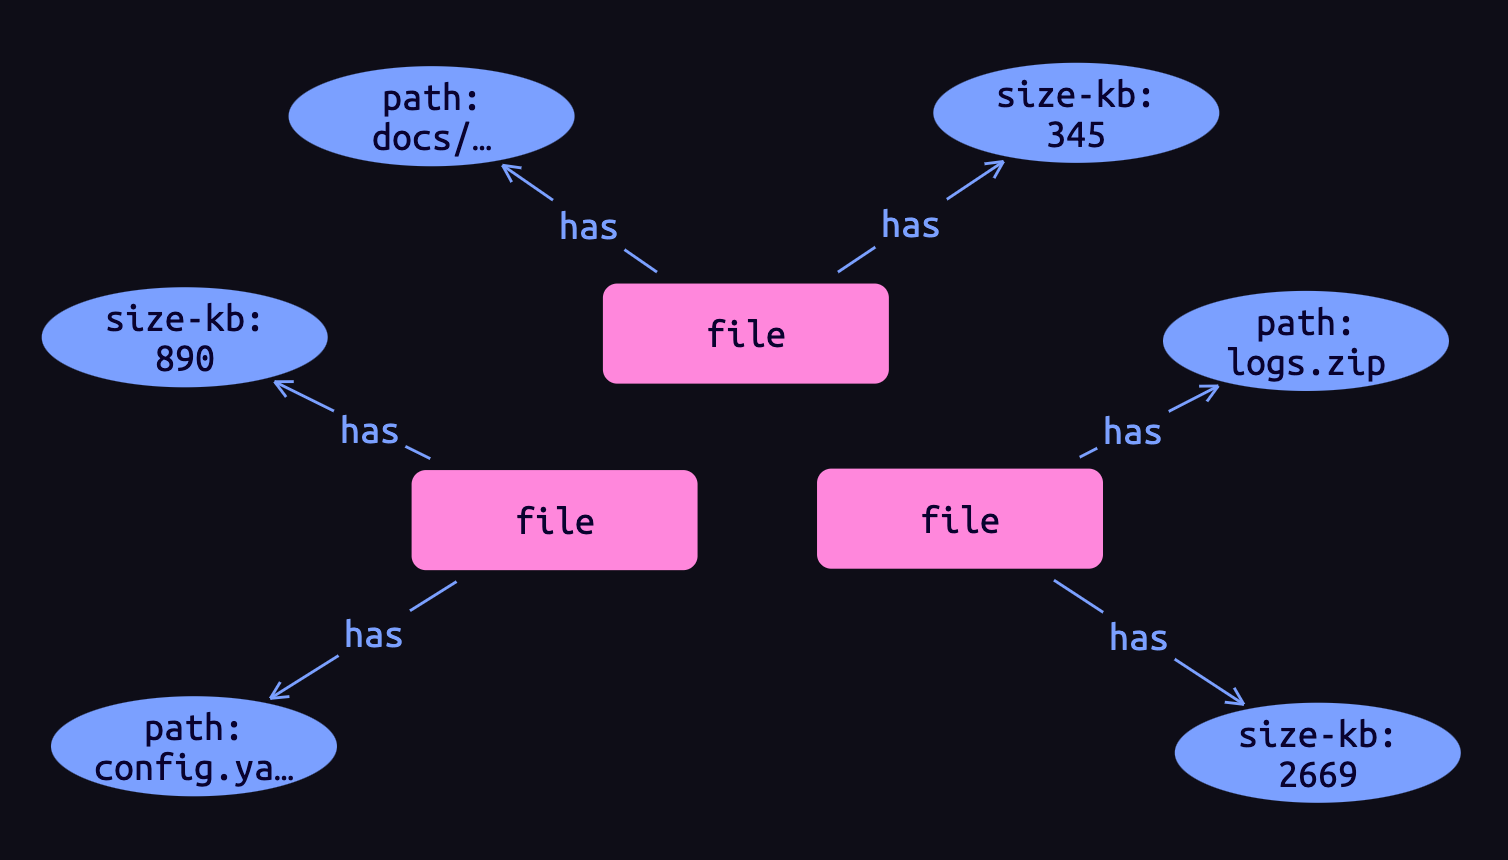 path:
docs/…
size-kb:
345
has
has
file
size-kb:
890
path:
logs.zip
has
has
file
file
has
has
path:
config.ya…
size-kb:
2669